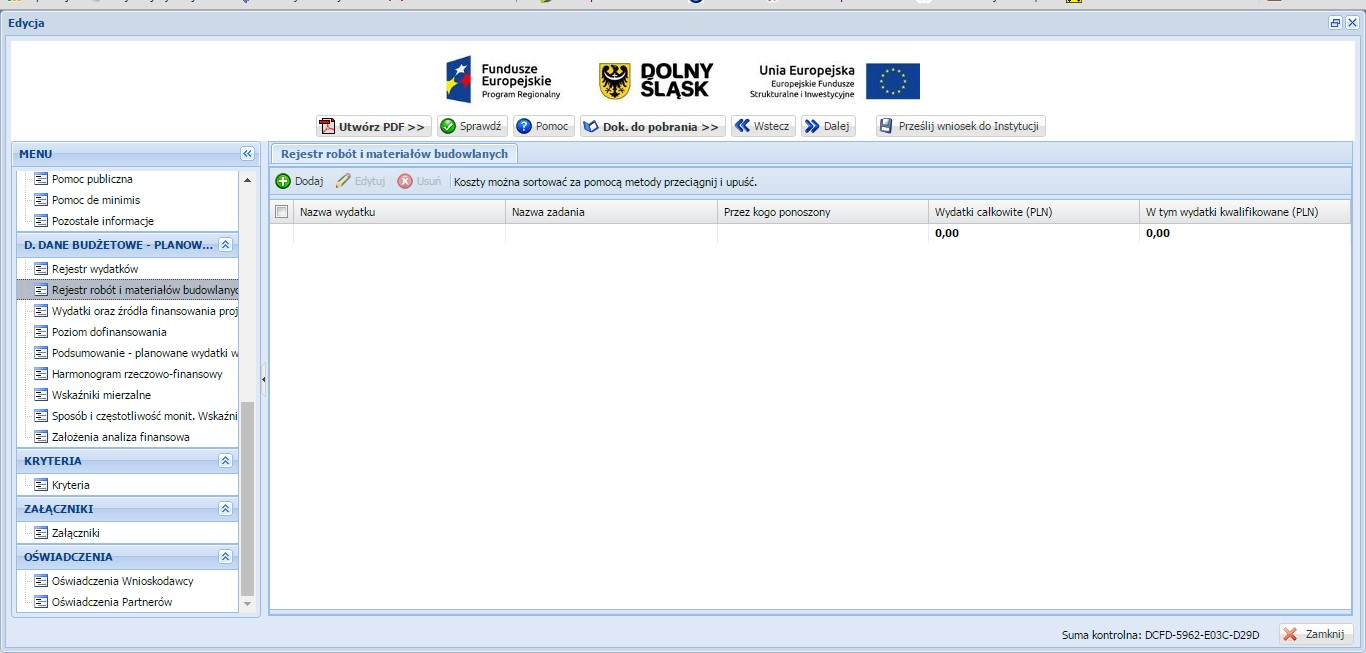 Edycja
Fundusze
Europejskie
Program Regionalny
DOLNY
ŚLĄSK
Unia Europejska
Europejskie Fundusze
Strukturalne i Inwestycyjne
Utwórz PDF >>
Sprawdź
Pomoc
Dok. do pobrania >>
Wstecz
Dalej
Prześlij wniosek do Instytucji
MENU
Pomoc publiczna
Pomoc de minimis
Pozostałe informacje
D. DANE BUDŻETOWE - PLANOW...
Rejestr wydatków
Rejestr robót i materiałów budowlanyc
Wydatki oraz źródła finansowania proj
Poziom dofinansowania
Podsumowanie - planowane wydatki w
Harmonogram rzeczowo-finansowy
Wskaźniki mierzalne
Sposób i częstotliwość monit. Wskaźni
Założenia analiza finansowa
KRYTERIA
Kryteria
ZAŁĄCZNIKI
Załączniki
OŚWIADCZENIA
Oświadczenia Wnioskodawcy
Oświadczenia Partnerów
Rejestr robót i materiałów budowlanych
Dodaj
Edytuj
Usuń
Koszty można sortować za pomocą metody przeciągnij i upuść.
Nazwa wydatku
Nazwa zadania
Przez kogo ponoszony
Wydatki całkowite (PLN)
W tym wydatki kwalifikowane (PLN)
0,00
0,00
Suma kontrolna: DCFD-5962-E03C-D29D
Zamknij